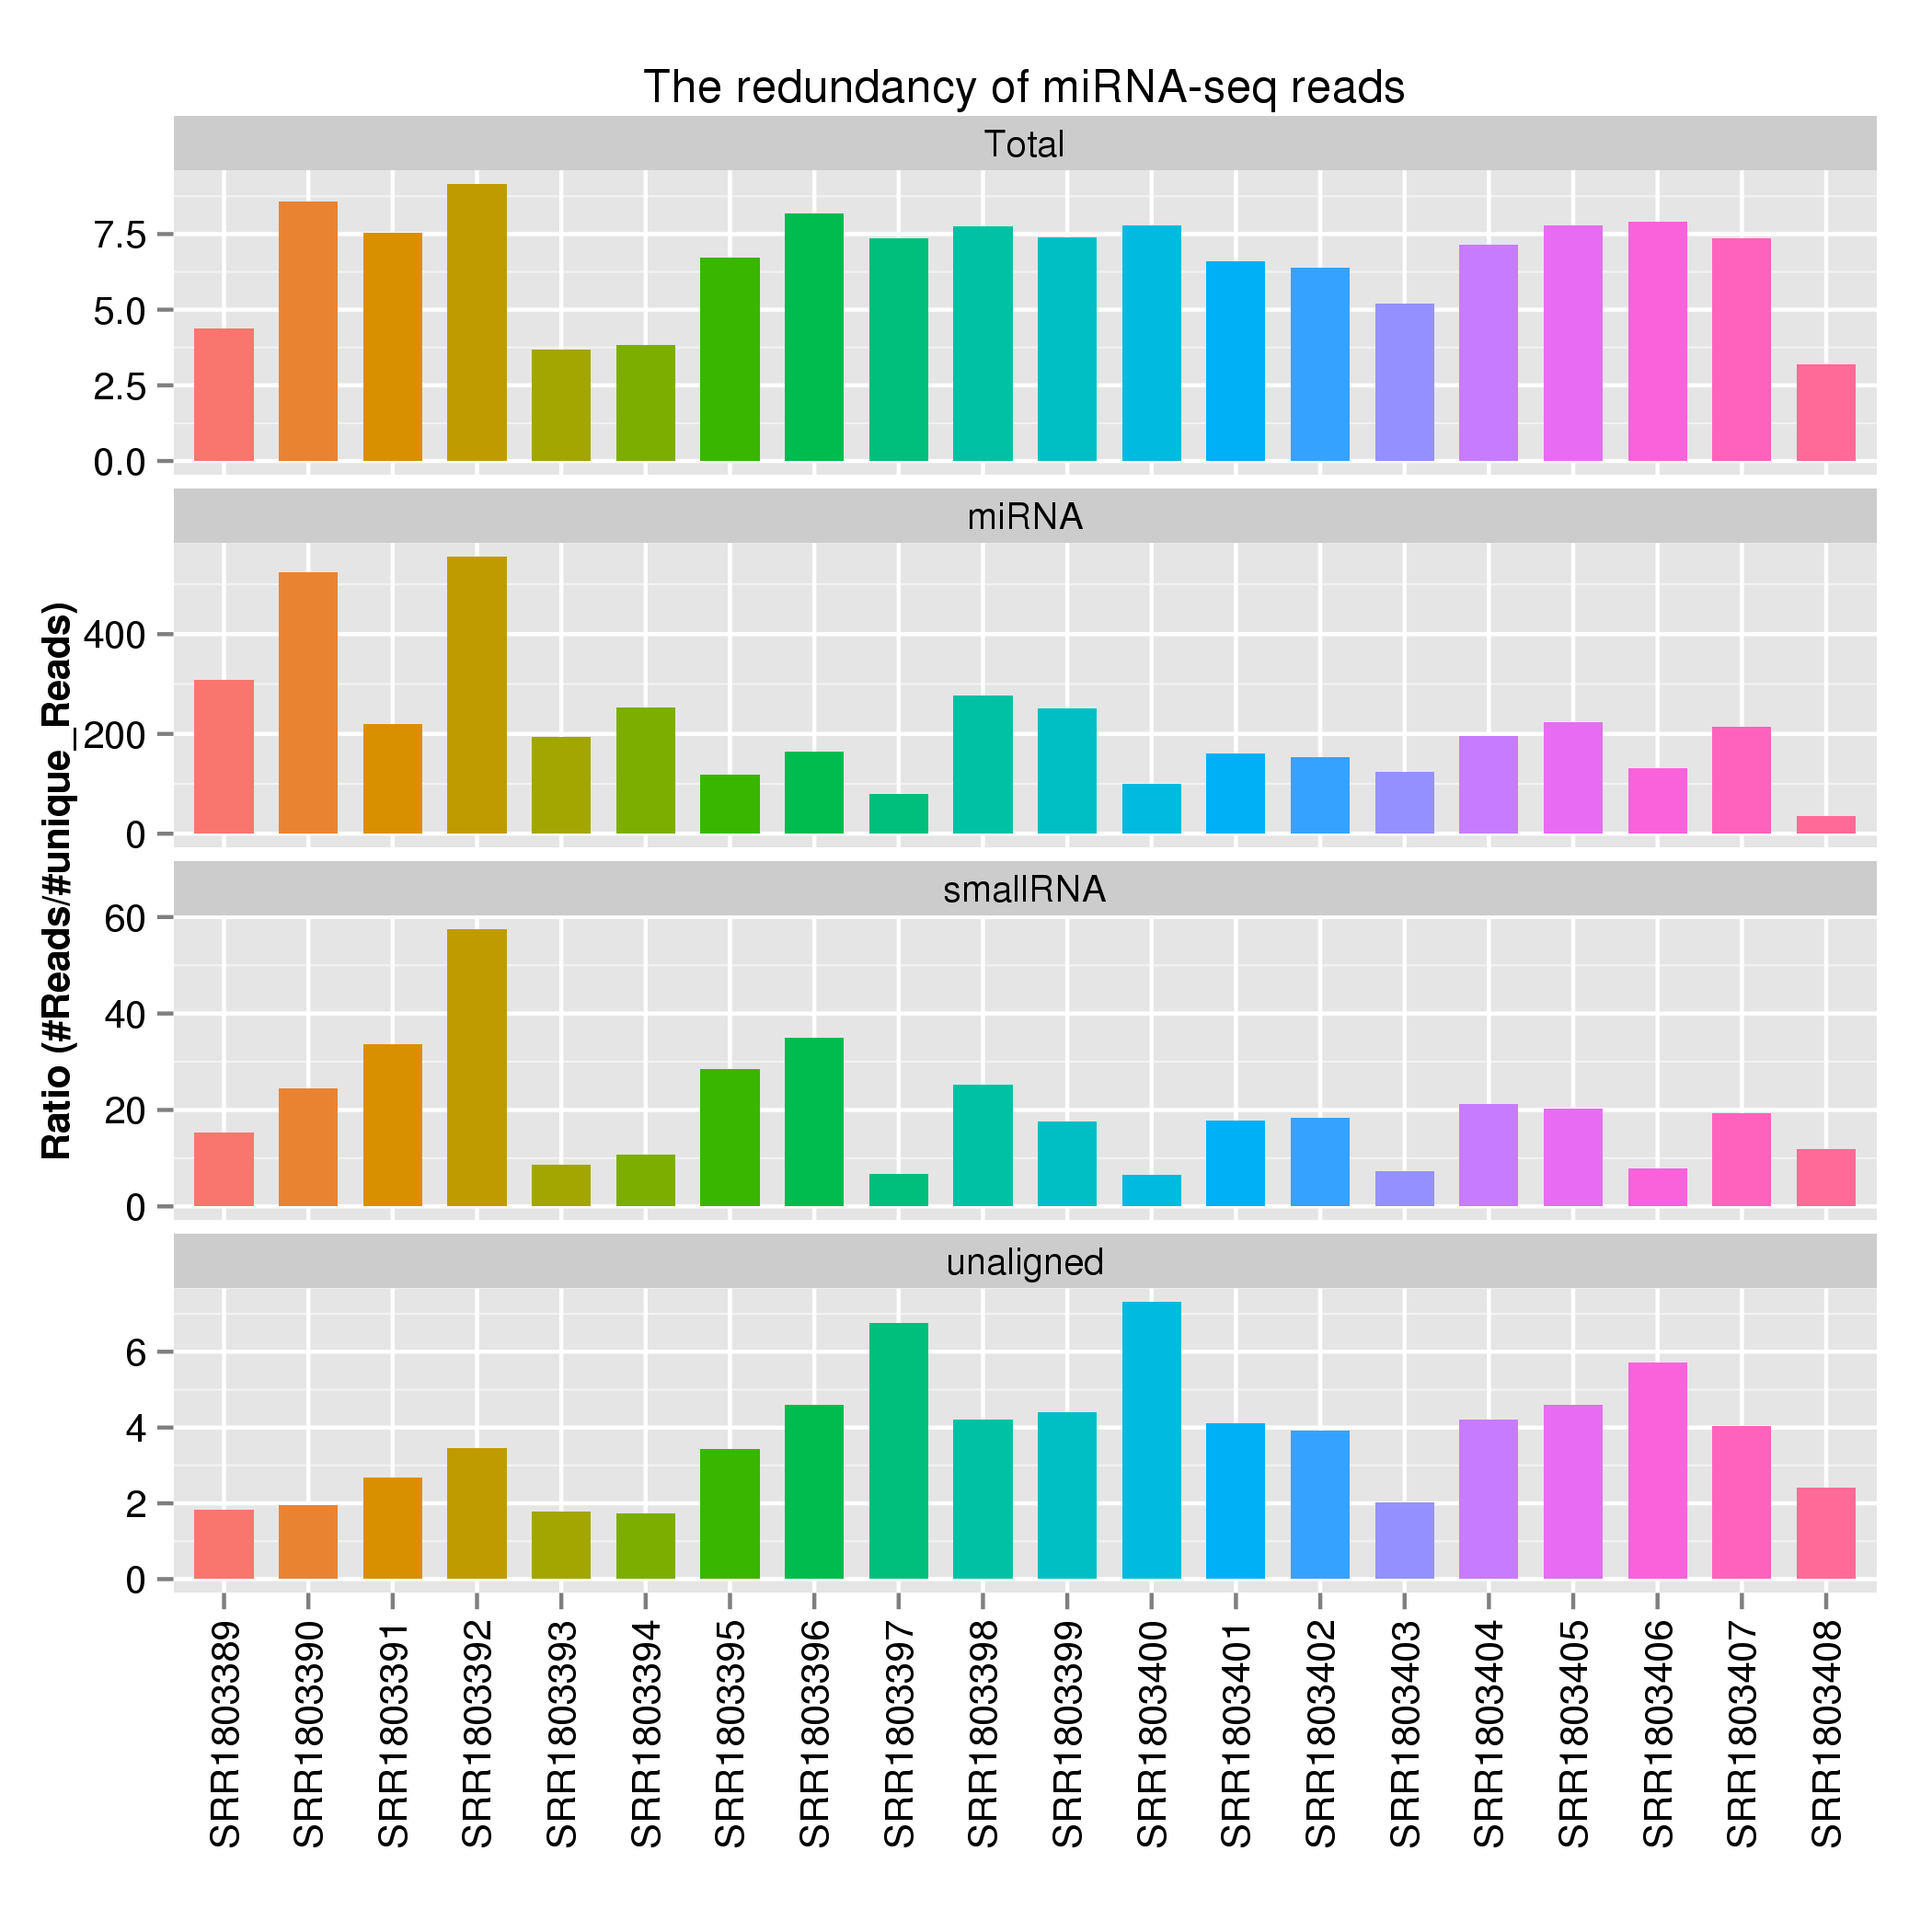 The redundancy of miRNA-seq reads
Total
7.5
5.0
2.5
0.0
miRNA
400
200
0
smallRNA
60
40
20
0
unaligned
6
4
2
0
Ratio (#Reads/#unique_Reads)
SRR1803389
SRR1803390
SRR1803391
SRR1803392
SRR1803393
SRR1803394
SRR1803395
SRR1803396
SRR1803397
SRR1803398
SRR1803399
SRR1803400
SRR1803401
SRR1803402
SRR1803403
SRR1803404
SRR1803405
SRR1803406
SRR1803407
SRR1803408